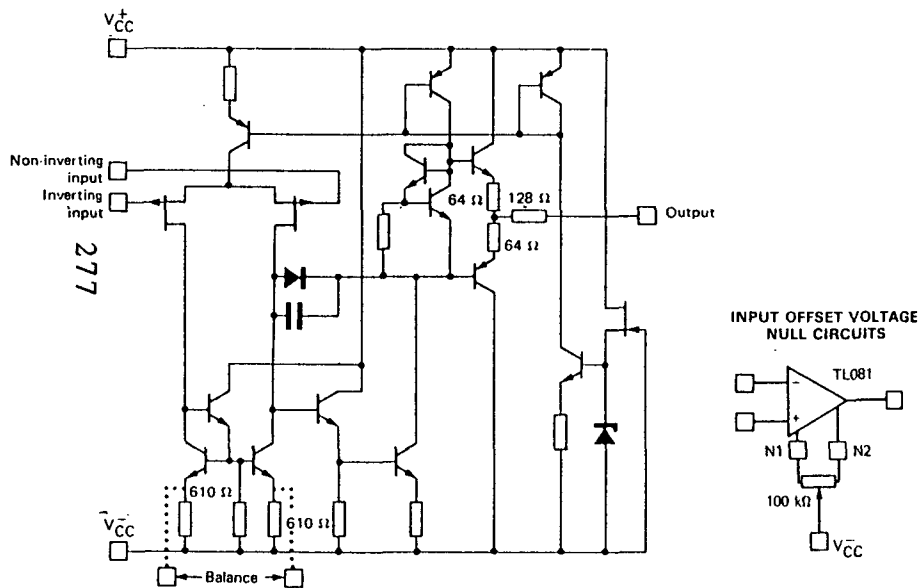 V+CC
Non-inverting
input
Inverting
input
277
64 Ω
128 Ω
64 Ω
Output
610 Ω
610 Ω
V-CC
Balance
INPUT OFFSET VOLTAGE
NULL CIRCUITS
TL081
−
+
N1
N2
100 kΩ
V-CC